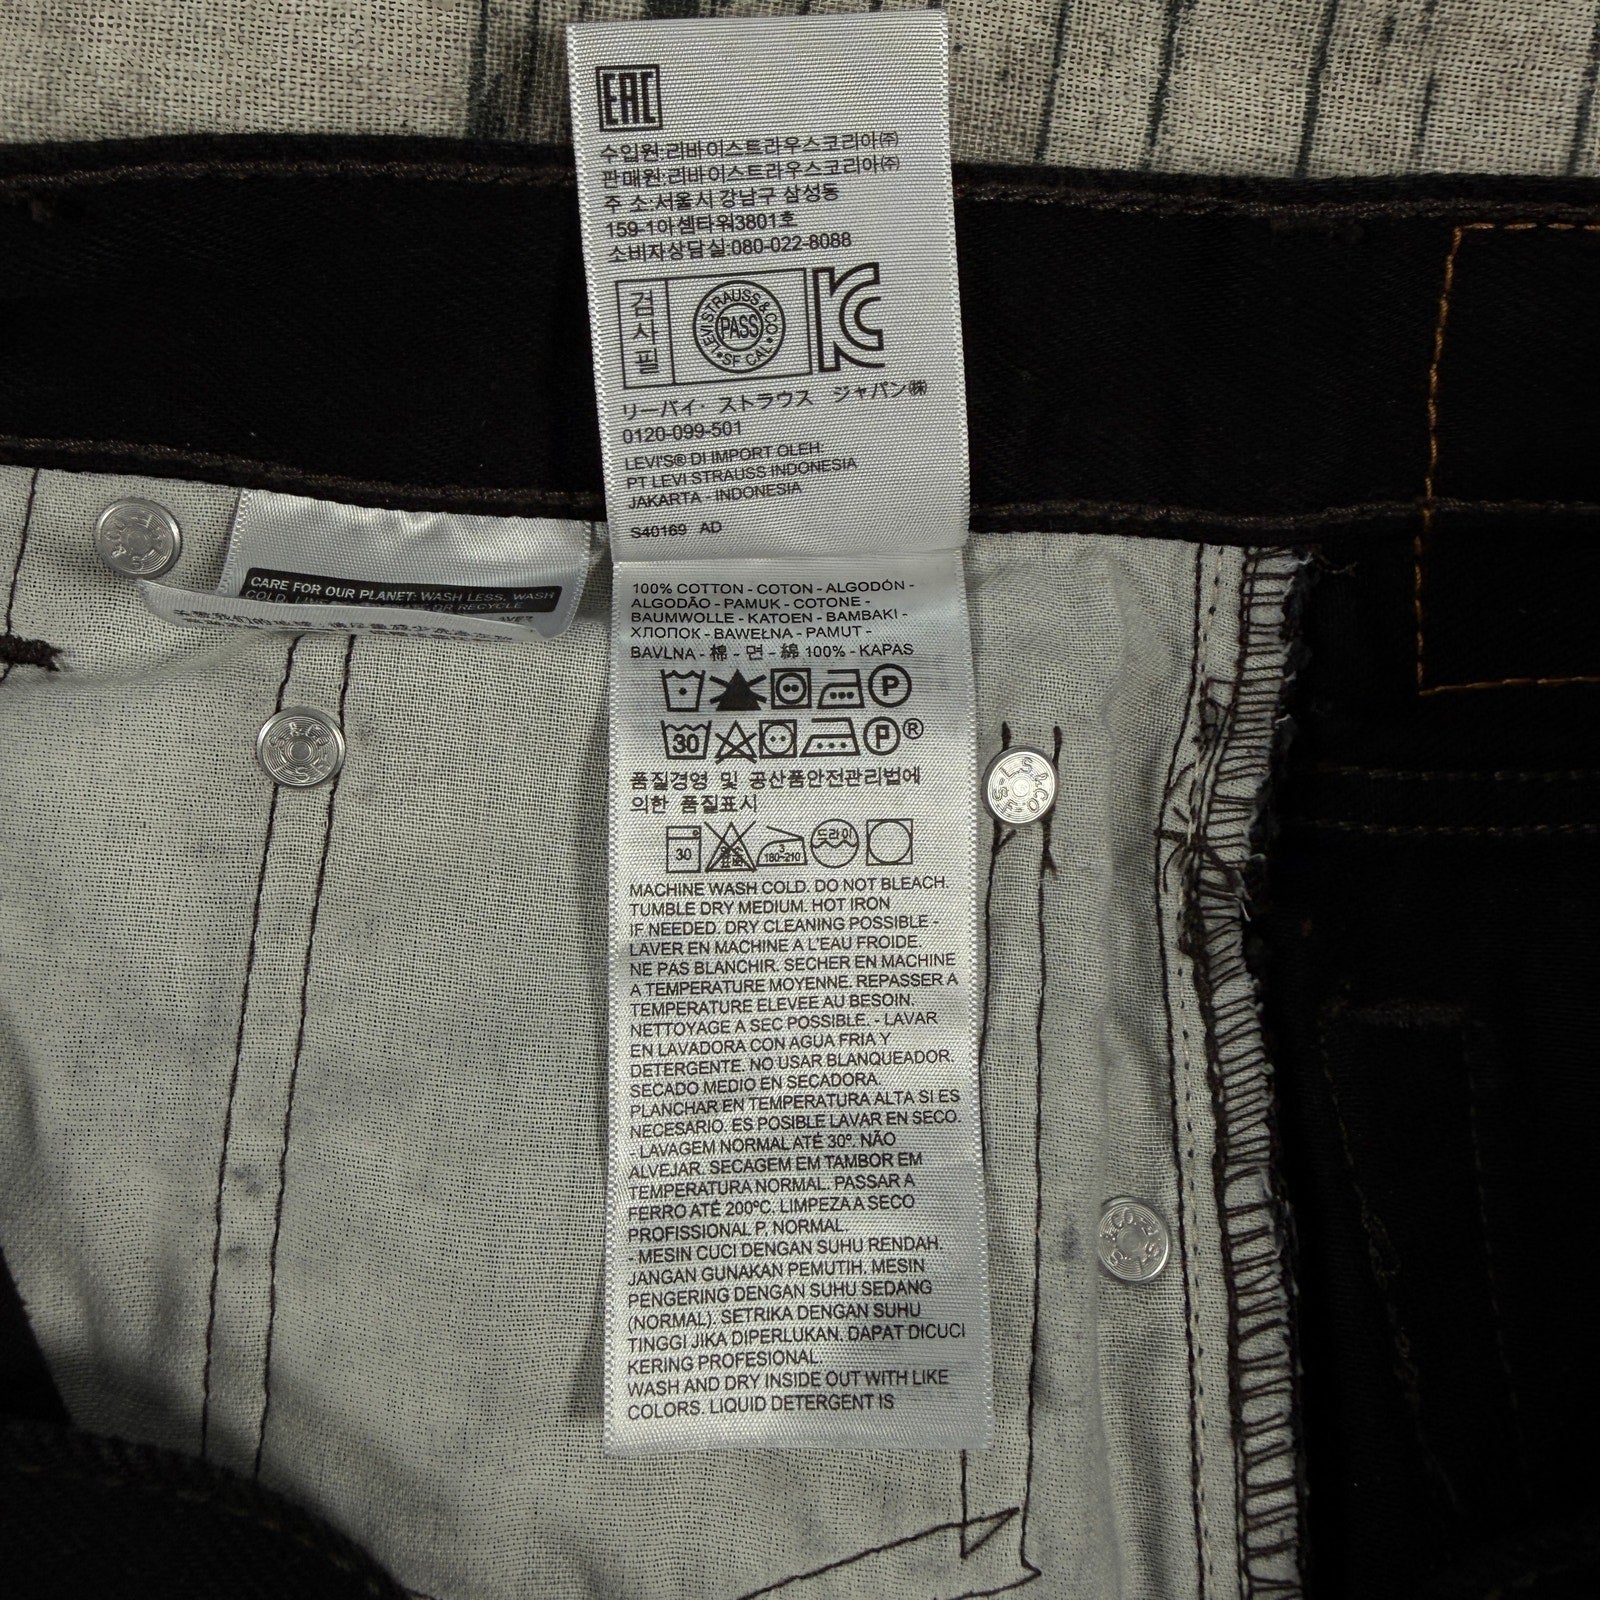 EAC
수입원:리바이스트라우스코리아㈜
판매원:리바이스트라우스코리아㈜
주 소:서울시 강남구 삼성동
159-1아셈타워3801호
소비자상담실:080-022-8088
검사필
LEVI STRAUSS & CO
PASS
SF CAL
リーバイ・ストラウス ジャパン㈱
0120-099-501
LEVI'S® DI IMPORT OLEH:
PT LEVI STRAUSS INDONESIA
JAKARTA - INDONESIA
S40169 AD
CARE FOR OUR PLANET: WASH LESS, WASH
OR RECYCLE
100% COTTON - COTON - ALGODÓN -
ALGODÃO - PAMUK - COTONE -
BAUMWOLLE - KATOEN - BAMBAKI -
ХЛОПОК - BAWEŁNA - PAMUT -
BAVLNA - 棉 - 면 - 綿 100% - KAPAS
P
30 P®
품질경영 및 공산품안전관리법에
의한 품질표시
30 3 180-210 드라이
MACHINE WASH COLD. DO NOT BLEACH.
TUMBLE DRY MEDIUM. HOT IRON
IF NEEDED. DRY CLEANING POSSIBLE -
LAVER EN MACHINE A L'EAU FROIDE.
NE PAS BLANCHIR. SECHER EN MACHINE
A TEMPERATURE MOYENNE. REPASSER A
TEMPERATURE ELEVEE AU BESOIN.
NETTOYAGE A SEC POSSIBLE. - LAVAR
EN LAVADORA CON AGUA FRIA Y
DETERGENTE. NO USAR BLANQUEADOR.
SECADO MEDIO EN SECADORA.
PLANCHAR EN TEMPERATURA ALTA SI ES
NECESARIO. ES POSIBLE LAVAR EN SECO.
- LAVAGEM NORMAL ATÉ 30º. NÃO
ALVEJAR. SECAGEM EM TAMBOR EM
TEMPERATURA NORMAL. PASSAR A
FERRO ATÉ 200ºC. LIMPEZA A SECO
PROFISSIONAL P. NORMAL.
- MESIN CUCI DENGAN SUHU RENDAH.
JANGAN GUNAKAN PEMUTIH. MESIN
PENGERING DENGAN SUHU SEDANG
(NORMAL). SETRIKA DENGAN SUHU
TINGGI JIKA DIPERLUKAN. DAPAT DICUCI
KERING PROFESIONAL.
WASH AND DRY INSIDE OUT WITH LIKE
COLORS. LIQUID DETERGENT IS
L.S.&CO.-S.F.-